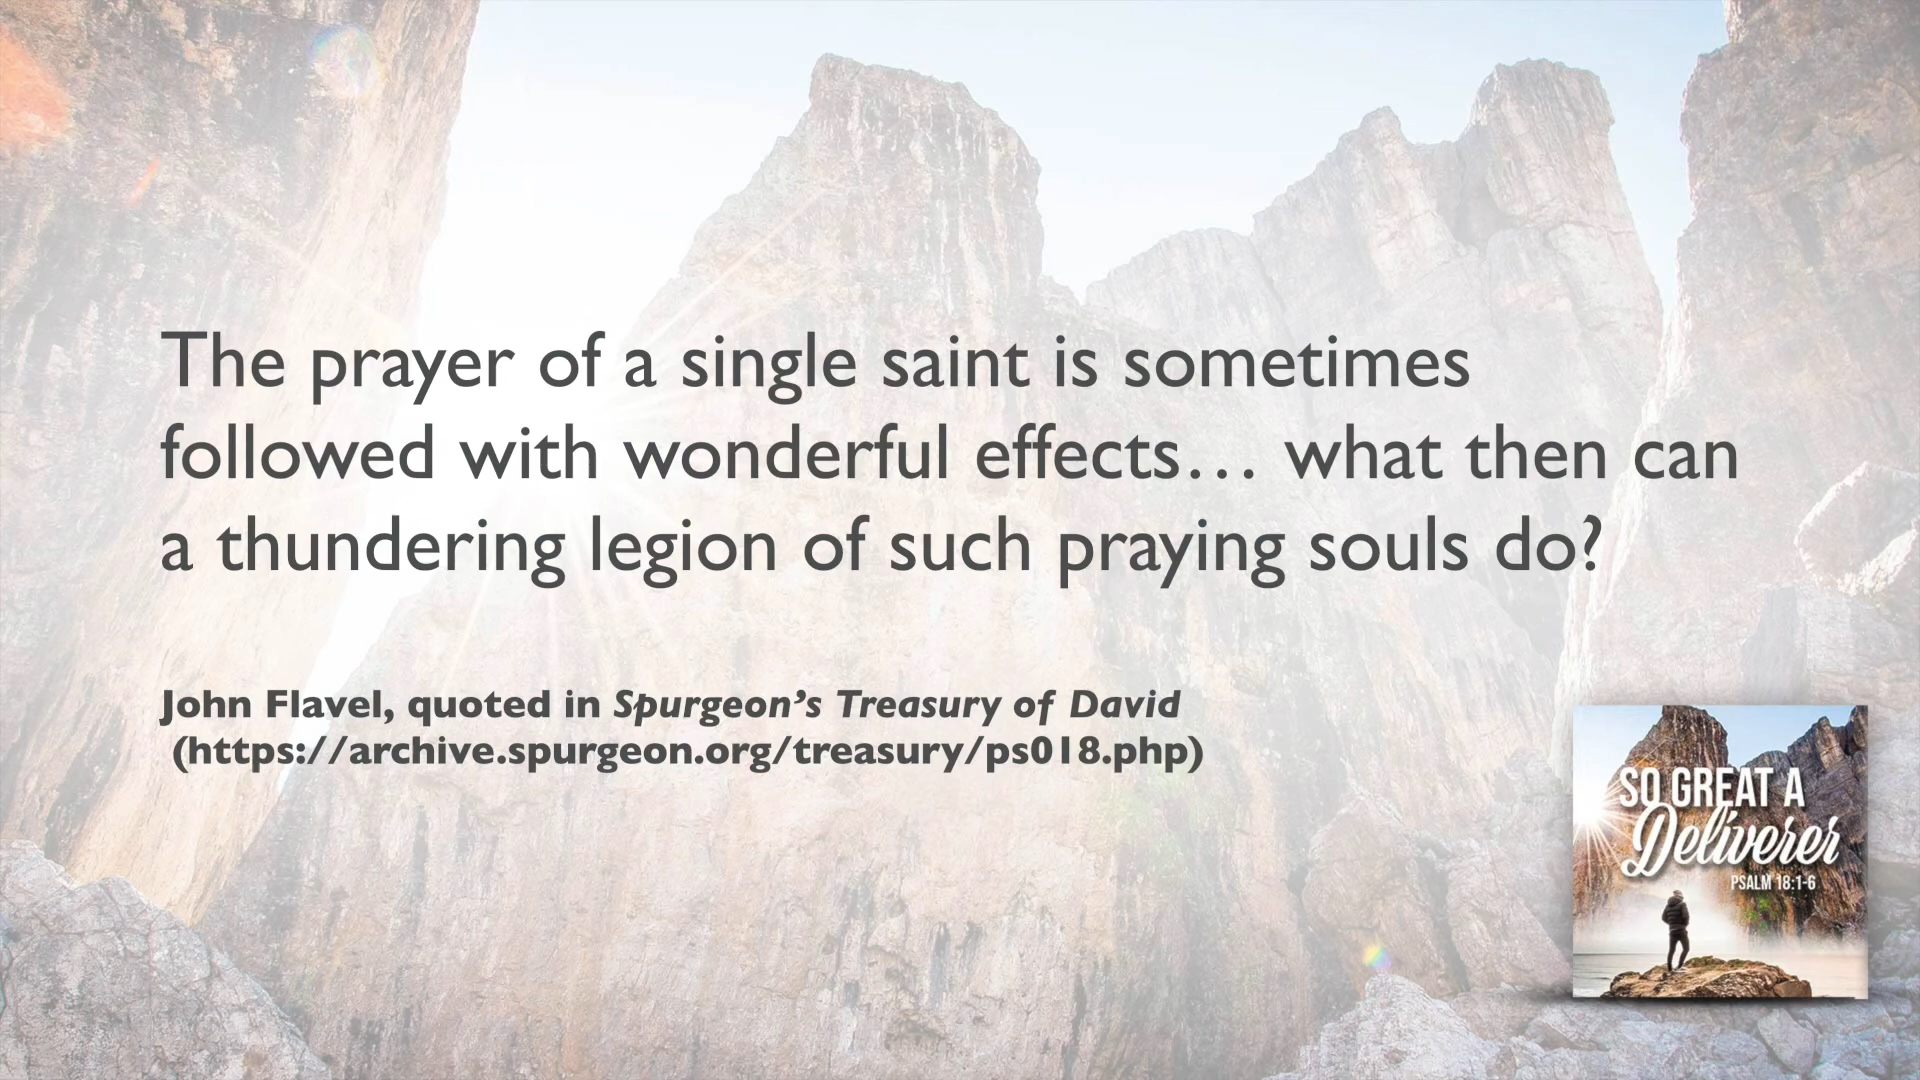 The prayer of a single saint is sometimes
followed with wonderful effects… what then can
a thundering legion of such praying souls do?
John Flavel, quoted in Spurgeon’s Treasury of David
(https://archive.spurgeon.org/treasury/ps018.php)
SO GREAT A
Deliverer
PSALM 18:1-6